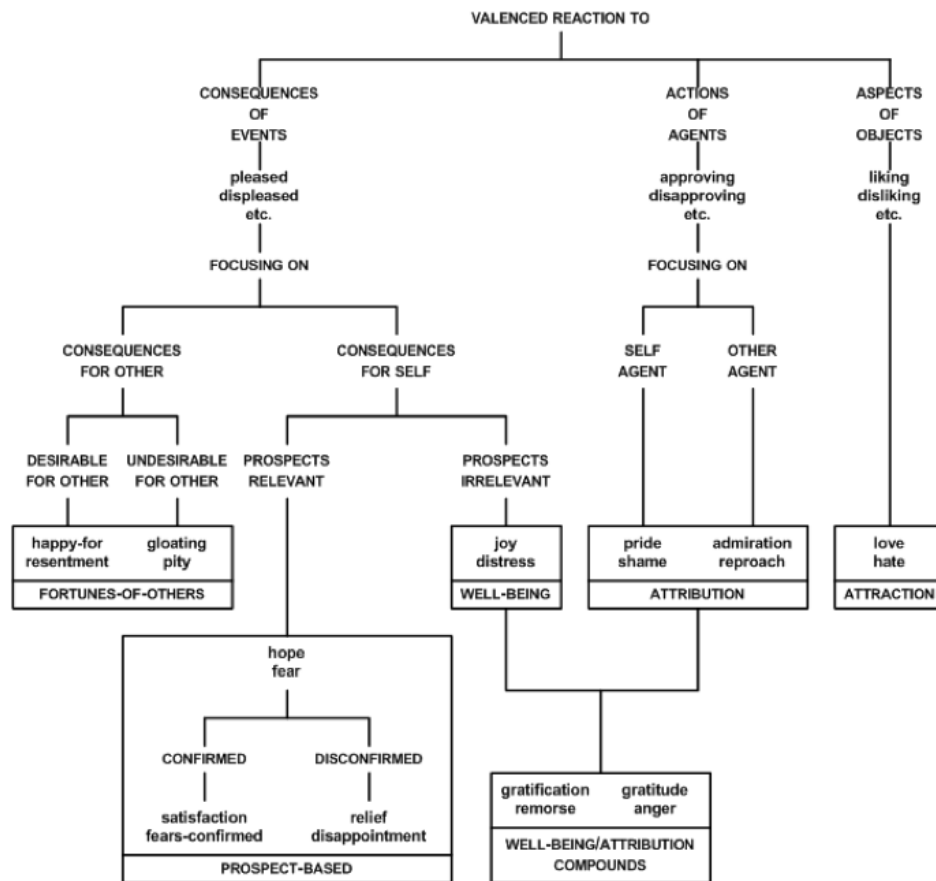 VALENCED REACTION TO
CONSEQUENCES
OF
EVENTS
ACTIONS
OF
AGENTS
ASPECTS
OF
OBJECTS
pleased
displeased
etc.
approving
disapproving
etc.
liking
disliking
etc.
FOCUSING ON
FOCUSING ON
CONSEQUENCES
FOR OTHER
CONSEQUENCES
FOR SELF
SELF
AGENT
OTHER
AGENT
DESIRABLE
FOR OTHER
UNDESIRABLE
FOR OTHER
PROSPECTS
RELEVANT
PROSPECTS
IRRELEVANT
happy-for
resentment
gloating
pity
FORTUNES-OF-OTHERS
joy
distress
WELL-BEING
pride
shame
admiration
reproach
ATTRIBUTION
love
hate
ATTRACTION
hope
fear
CONFIRMED
DISCONFIRMED
satisfaction
fears-confirmed
relief
disappointment
PROSPECT-BASED
gratification
remorse
gratitude
anger
WELL-BEING/ATTRIBUTION
COMPOUNDS